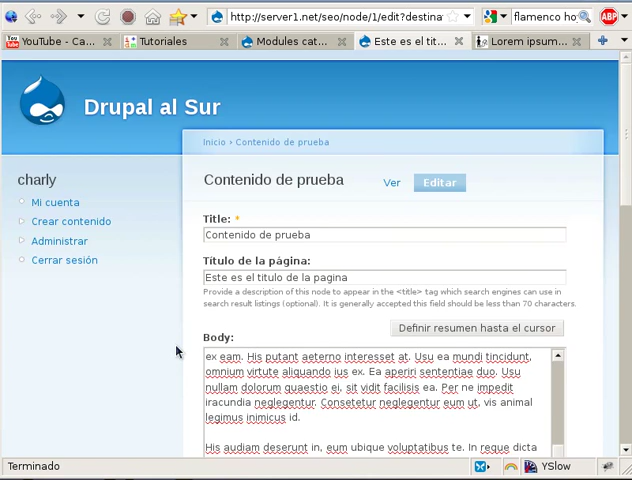 http://server1.net/seo/node/1/edit?destina
flamenco ho
ABP
YouTube - Ca...
Tutoriales
Modules cat...
Este es el tit...
Lorem ipsum...
Drupal al Sur
Inicio › Contenido de prueba
charly
Mi cuenta
Crear contenido
Administrar
Cerrar sesión
Contenido de prueba
Ver
Editar
Title: *
Contenido de prueba
Título de la página:
Este es el titulo de la pagina
Provide a description of this node to appear in the <title> tag which search engines can use in
search result listings (optional). It is generally accepted this field should be less than 70 characters.
Definir resumen hasta el cursor
Body:
ex eam. His putant aeterno interesset at. Usu ea mundi tincidunt,
omnium virtute aliquando ius ex. Ea aperiri sententiae duo. Usu
nullam dolorum quaestio ei, sit vidit facilisis ea. Per ne impedit
iracundia neglegentur. Consetetur neglegentur eum ut, vis animal
legimus inimicus id.
His audiam deserunt in, eum ubique voluptatibus te. In reque dicta
Terminado
YSlow